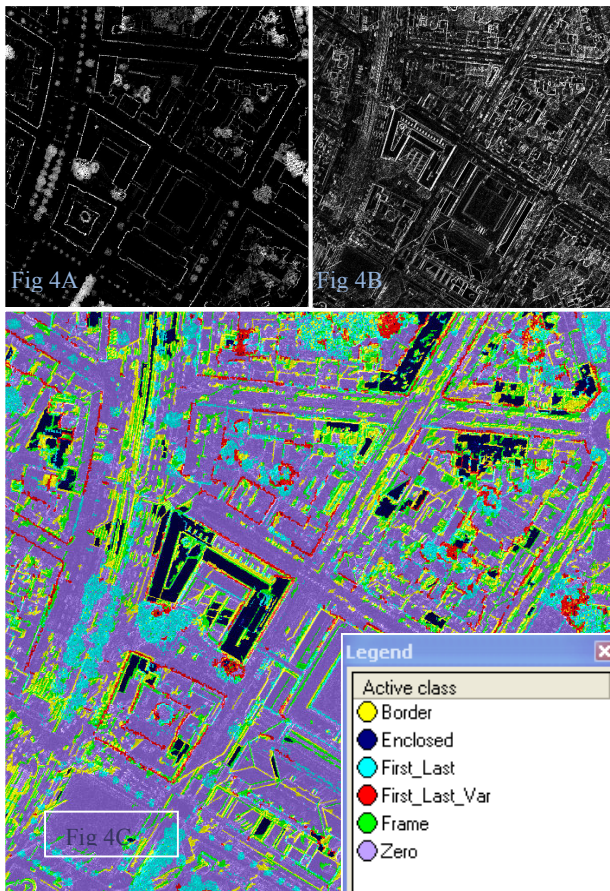 Fig 4A
Fig 4B
Fig 4C
Legend
Active class
Border
Enclosed
First_Last
First_Last_Var
Frame
Zero